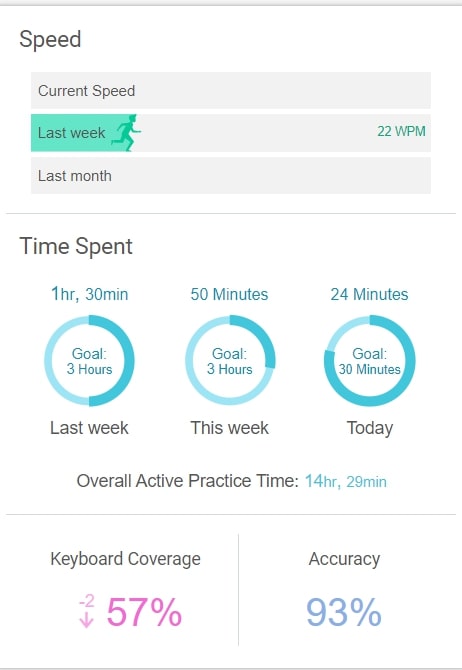 Speed
Current Speed
Last week 22 WPM
Last month
Time Spent
1hr, 30min 50 Minutes 24 Minutes
Goal: Goal: Goal:
3 Hours 3 Hours 30 Minutes
Last week This week Today
Overall Active Practice Time: 14hr, 29min
Keyboard Coverage Accuracy
-2 57% 93%